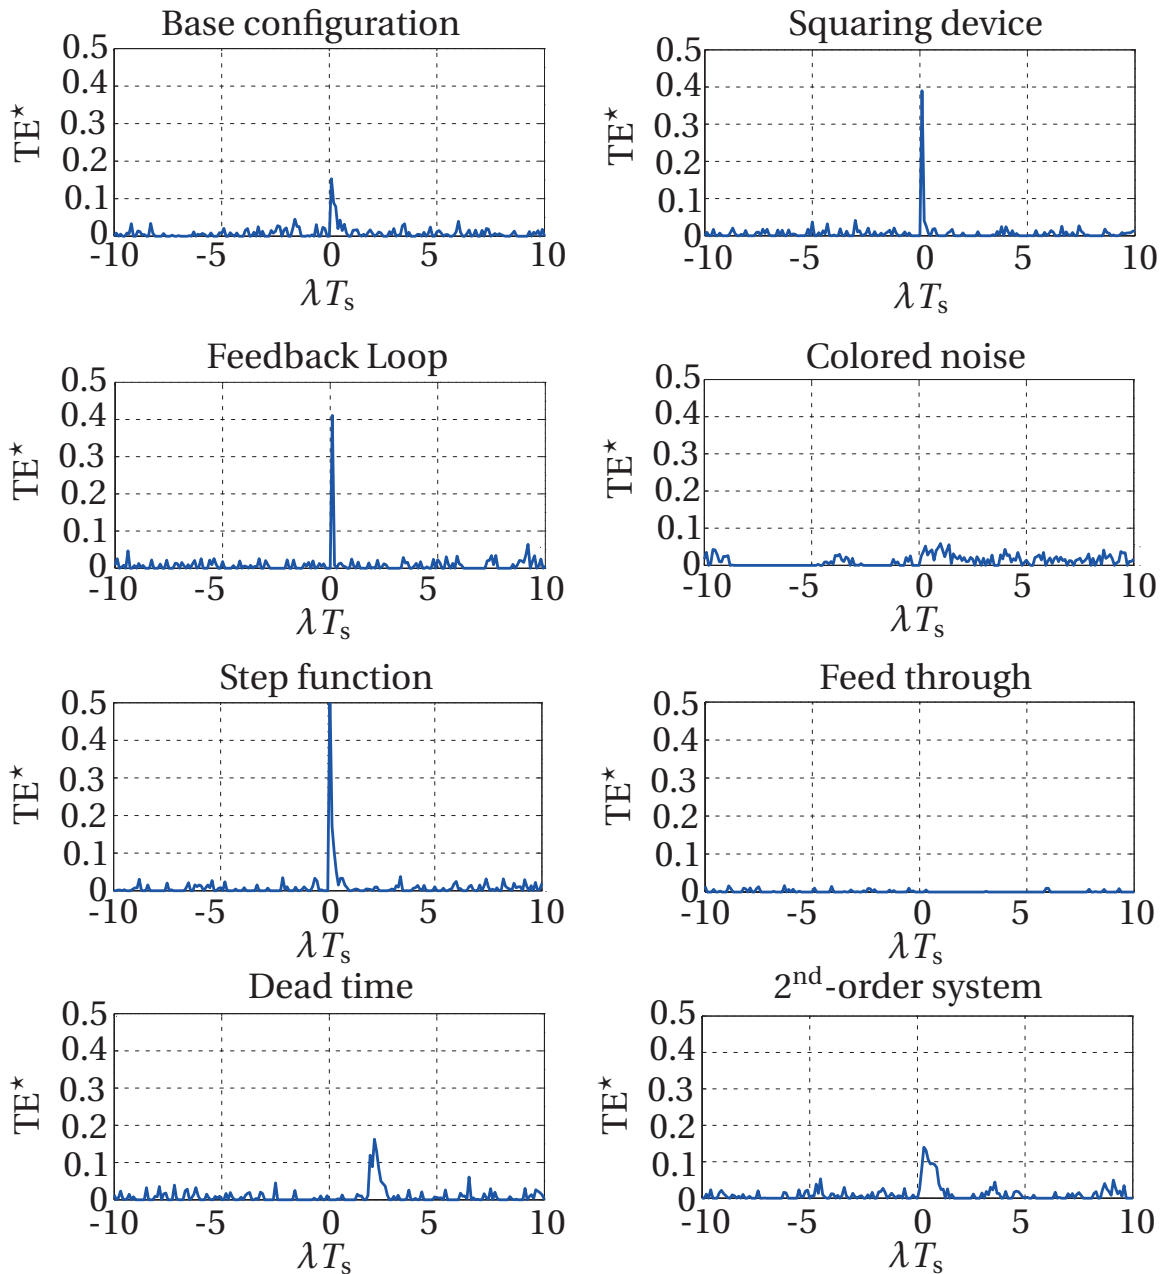 Base configuration
0.5
0.4
0.3
0.2
0.1
0
TE★
-10 -5 0 5 10
λTs
Squaring device
0.5
0.4
0.3
0.2
0.1
0
TE★
-10 -5 0 5 10
λTs
Feedback Loop
0.5
0.4
0.3
0.2
0.1
0
TE★
-10 -5 0 5 10
λTs
Colored noise
0.5
0.4
0.3
0.2
0.1
0
TE★
-10 -5 0 5 10
λTs
Step function
0.5
0.4
0.3
0.2
0.1
0
TE★
-10 -5 0 5 10
λTs
Feed through
0.5
0.4
0.3
0.2
0.1
0
TE★
-10 -5 0 5 10
λTs
Dead time
0.5
0.4
0.3
0.2
0.1
0
TE★
-10 -5 0 5 10
λTs
2nd-order system
0.5
0.4
0.3
0.2
0.1
0
TE★
-10 -5 0 5 10
λTs